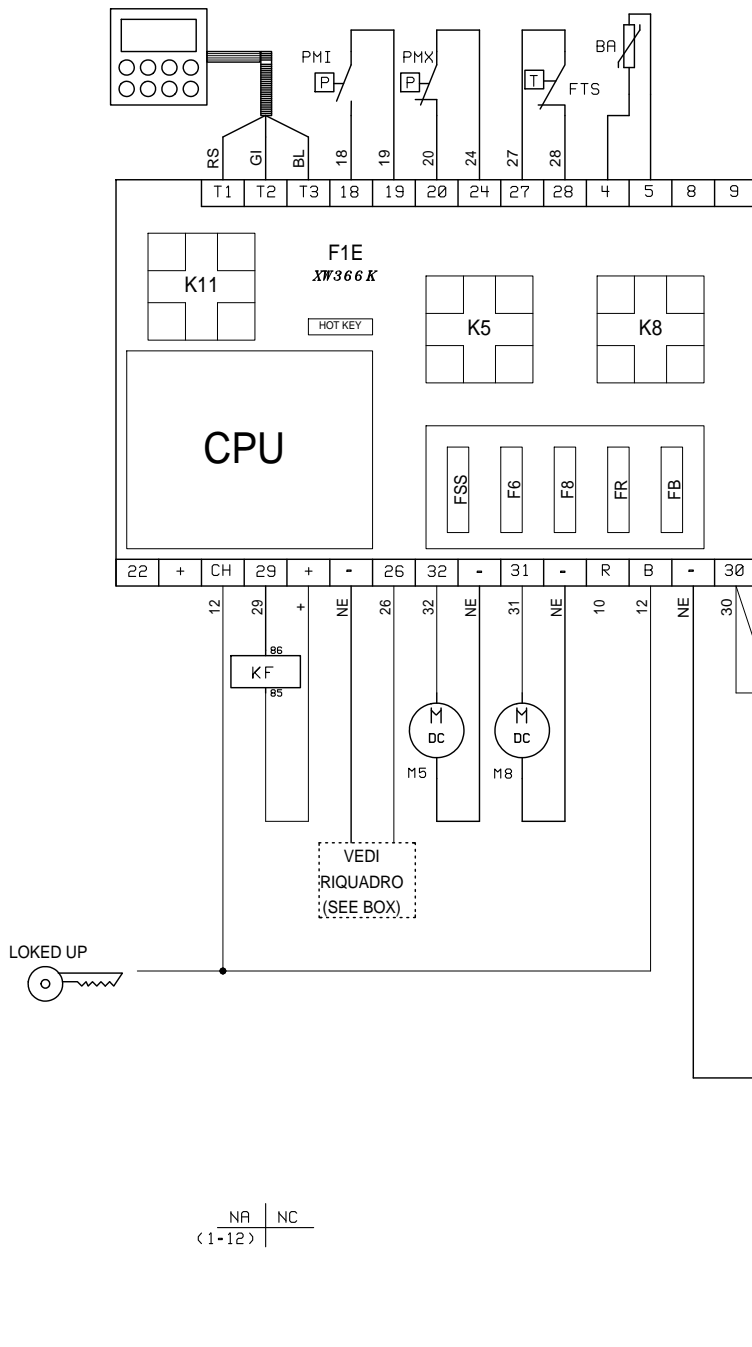 PMI
P
PMX
P
T
FTS
BA
RS
GI
BL
18
19
20
24
27
28
T1 T2 T3 18 19 20 24 27 28 4 5 8 9
F1E
XW366K
K11
HOT KEY
K5
K8
CPU
FSS
F6
F8
FR
FB
22 + CH 29 + - 26 32 - 31 - R B - 30
12
29
+
NE
26
32
NE
31
NE
10
12
NE
30
86
KF
85
M
DC
M5
M
DC
M8
VEDI
RIQUADRO
(SEE BOX)
LOKED UP
NA NC
(1-12)